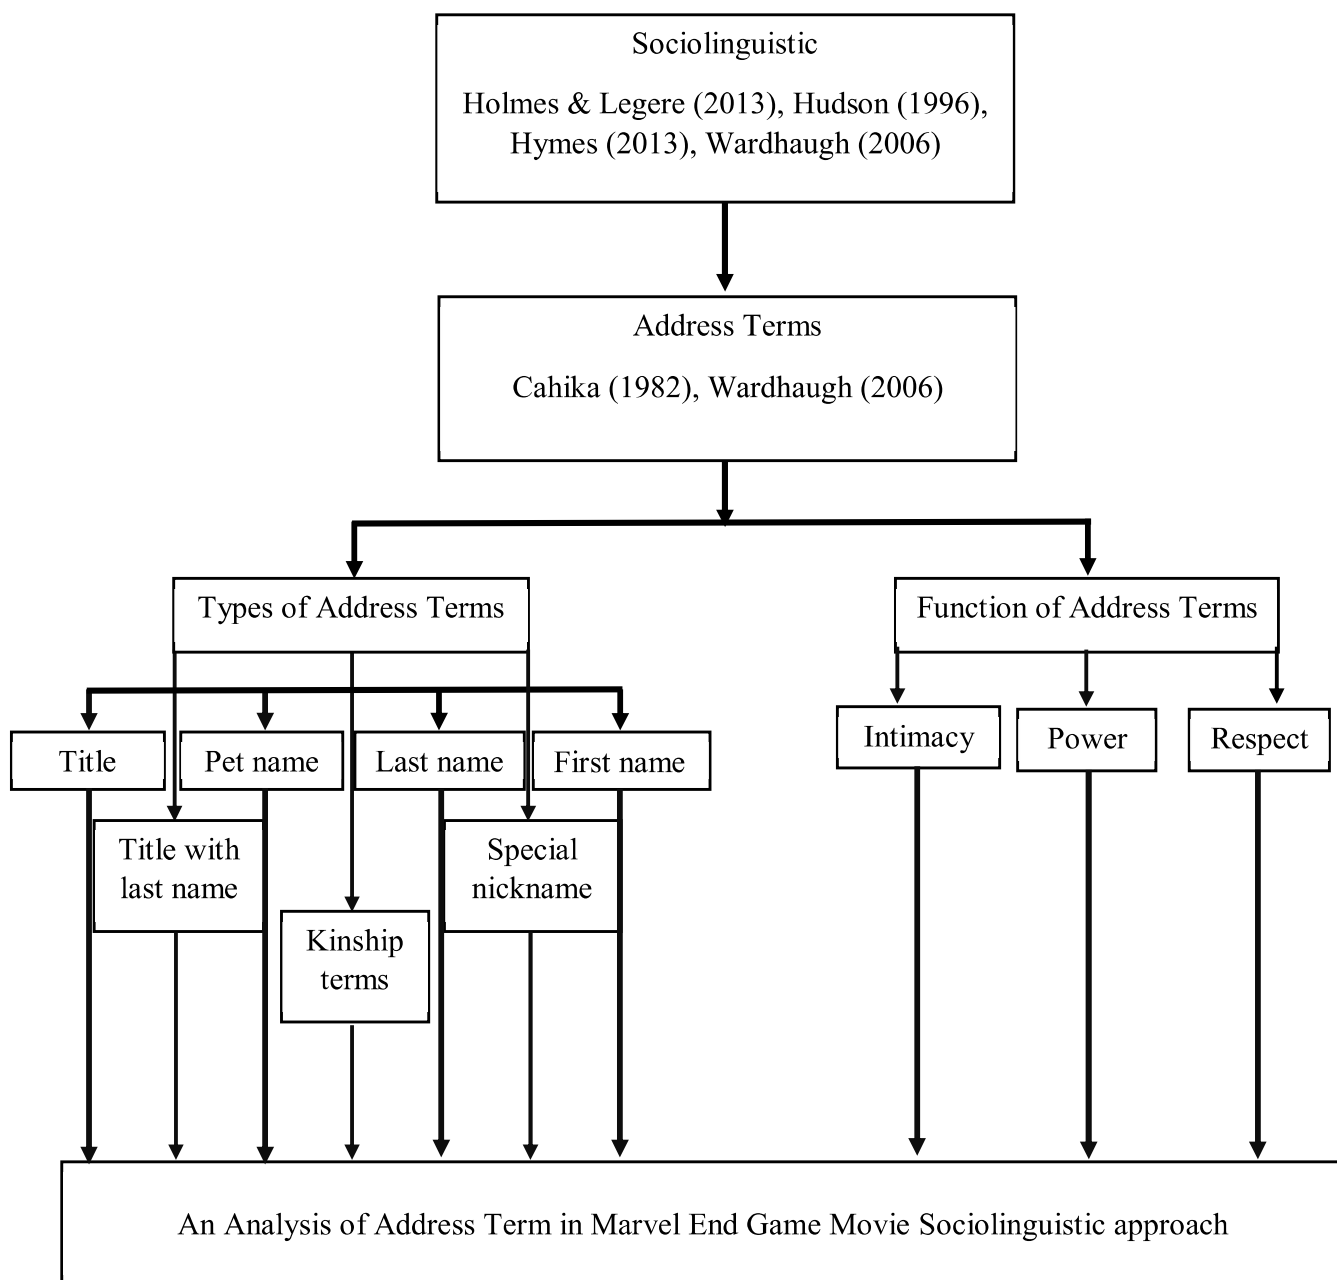 Sociolinguistic
Holmes & Legere (2013), Hudson (1996),
Hymes (2013), Wardhaugh (2006)
Address Terms
Cahika (1982), Wardhaugh (2006)
Types of Address Terms
Function of Address Terms
Title
Pet name
Last name
First name
Intimacy
Power
Respect
Title with
last name
Special
nickname
Kinship
terms
An Analysis of Address Term in Marvel End Game Movie Sociolinguistic approach